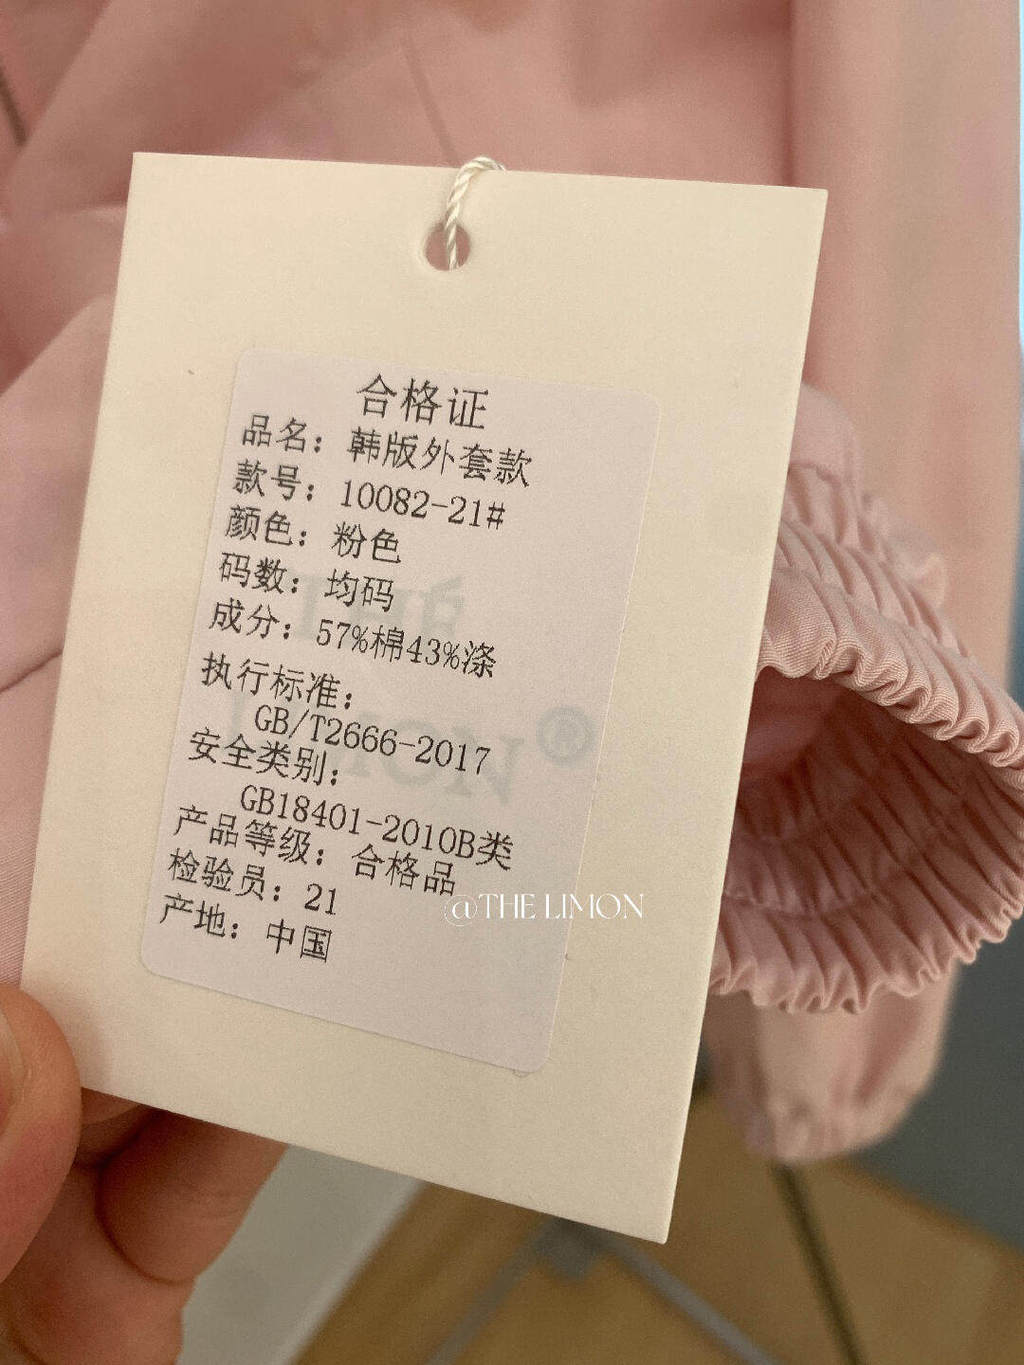 合格证
品名：韩版外套款
款号：10082-21#
颜色：粉色
码数：均码
成分：57%棉43%涤
执行标准：
GB/T2666-2017
安全类别：
GB18401-2010B类
产品等级：合格品
检验员：21
产地：中国
@THE LIMON